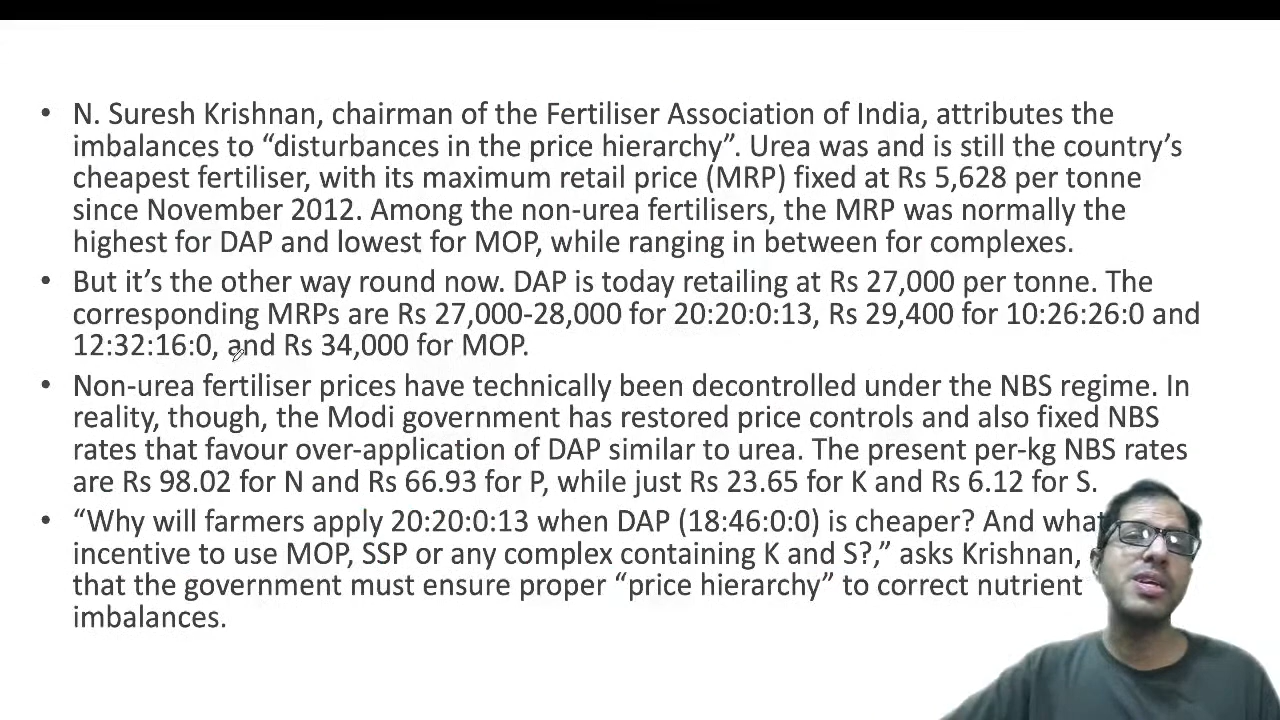 • N. Suresh Krishnan, chairman of the Fertiliser Association of India, attributes the
imbalances to “disturbances in the price hierarchy”. Urea was and is still the country’s
cheapest fertiliser, with its maximum retail price (MRP) fixed at Rs 5,628 per tonne
since November 2012. Among the non-urea fertilisers, the MRP was normally the
highest for DAP and lowest for MOP, while ranging in between for complexes.
• But it’s the other way round now. DAP is today retailing at Rs 27,000 per tonne. The
corresponding MRPs are Rs 27,000-28,000 for 20:20:0:13, Rs 29,400 for 10:26:26:0 and
12:32:16:0, and Rs 34,000 for MOP.
• Non-urea fertiliser prices have technically been decontrolled under the NBS regime. In
reality, though, the Modi government has restored price controls and also fixed NBS
rates that favour over-application of DAP similar to urea. The present per-kg NBS rates
are Rs 98.02 for N and Rs 66.93 for P, while just Rs 23.65 for K and Rs 6.12 for S.
• “Why will farmers apply 20:20:0:13 when DAP (18:46:0:0) is cheaper? And what
incentive to use MOP, SSP or any complex containing K and S?,” asks Krishnan,
that the government must ensure proper “price hierarchy” to correct nutrient
imbalances.